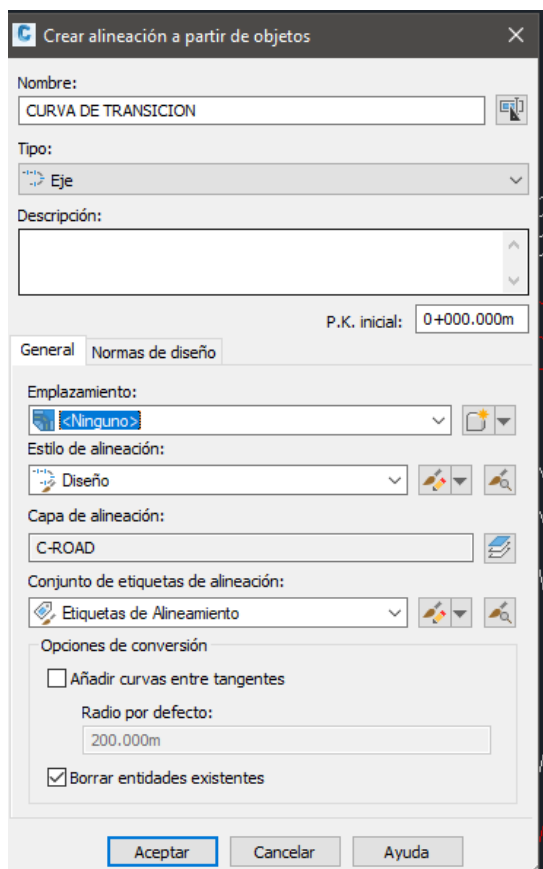 Crear alineación a partir de objetos
Nombre:
CURVA DE TRANSICION
Tipo:
Eje
Descripción:
P.K. inicial: 0+000.000m
General Normas de diseño
Emplazamiento:
<Ninguno>
Estilo de alineación:
Diseño
Capa de alineación:
C-ROAD
Conjunto de etiquetas de alineación:
Etiquetas de Alineamiento
Opciones de conversión
Añadir curvas entre tangentes
Radio por defecto:
200.000m
Borrar entidades existentes
Aceptar Cancelar Ayuda